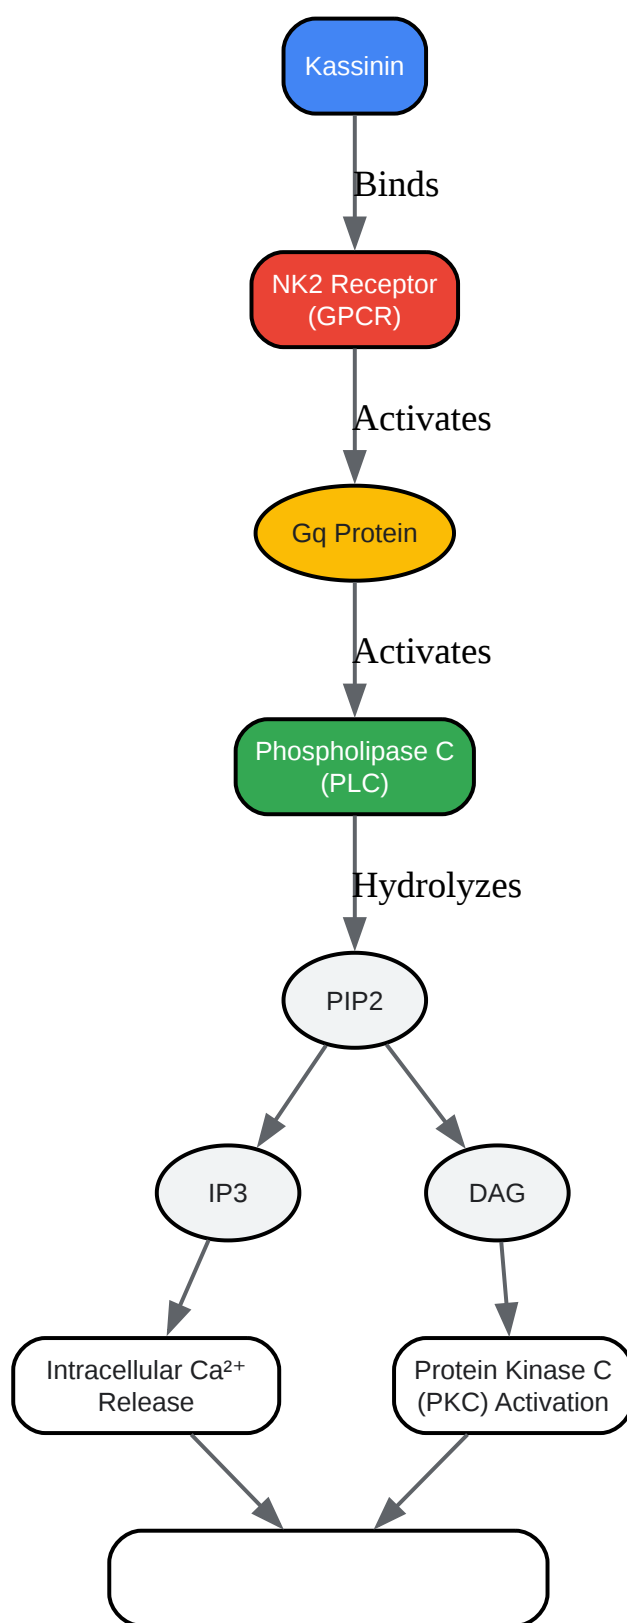 Kassinin
Binds
NK2 Receptor
(GPCR)
Activates
Gq Protein
Activates
Phospholipase C
(PLC)
Hydrolyzes
PIP2
IP3
DAG
Intracellular Ca²⁺
Release
Protein Kinase C
(PKC) Activation